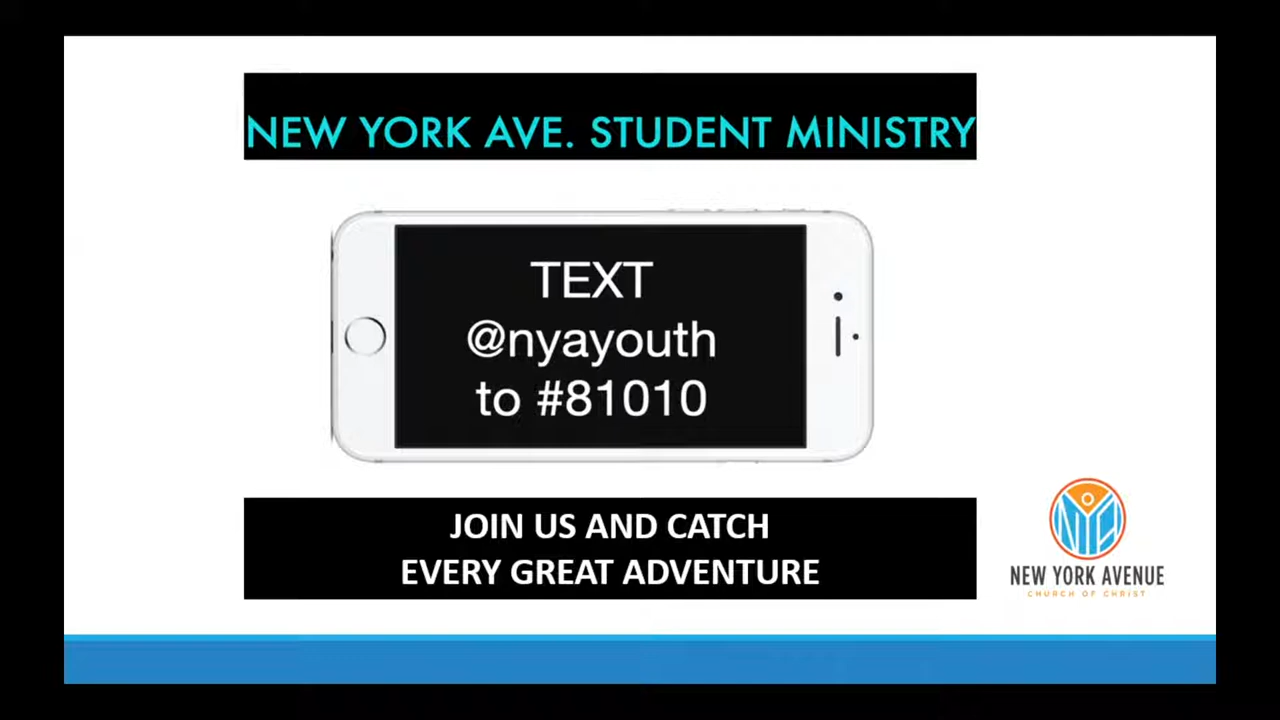 NEW YORK AVE. STUDENT MINISTRY
TEXT
@nyayouth
to #81010
JOIN US AND CATCH
EVERY GREAT ADVENTURE
NYA
NEW YORK AVENUE
CHURCH OF CHRIST